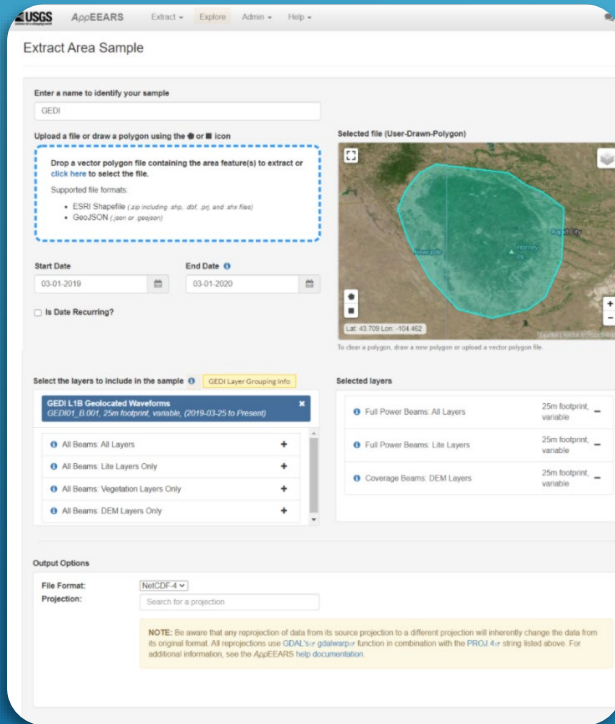 USGS AppEEARS Extract Explore Admin Help
Extract Area Sample
Enter a name to identify your sample
GEDI
Upload a file or draw a polygon using the or icon
Drop a vector polygon file containing the area feature(s) to extract or
click here to select the file.
Supported file formats:
ESRI Shapefile (.zip including .shp, .dbf, .prj, and .shx files)
GeoJSON (.json or .geojson)
Start Date
End Date
03-01-2019
03-01-2020
Is Date Recurring?
Selected file (User-Drawn-Polygon)
Lat: 43.709 Lon: -104.462
To clear a polygon, draw a new polygon or upload a vector polygon file.
Select the layers to include in the sample GEDI Layer Grouping Info
GEDI L1B Geolocated Waveforms
GEDI01_B.001, 25m footprint, variable, (2019-03-25 to Present)
All Beams: All Layers
All Beams: Lite Layers Only
All Beams: Vegetation Layers Only
All Beams: DEM Layers Only
Selected layers
Full Power Beams: All Layers 25m footprint,
variable
Full Power Beams: Lite Layers 25m footprint,
variable
Coverage Beams: DEM Layers 25m footprint,
variable
Output Options
File Format: NetCDF-4
Projection: Search for a projection
NOTE: Be aware that any reprojection of data from its source projection to a different projection will inherently change the data from
its original format. All reprojections use GDAL's gdalwarp function in combination with the PROJ.4 string listed above. For
additional information, see the AppEEARS help documentation.